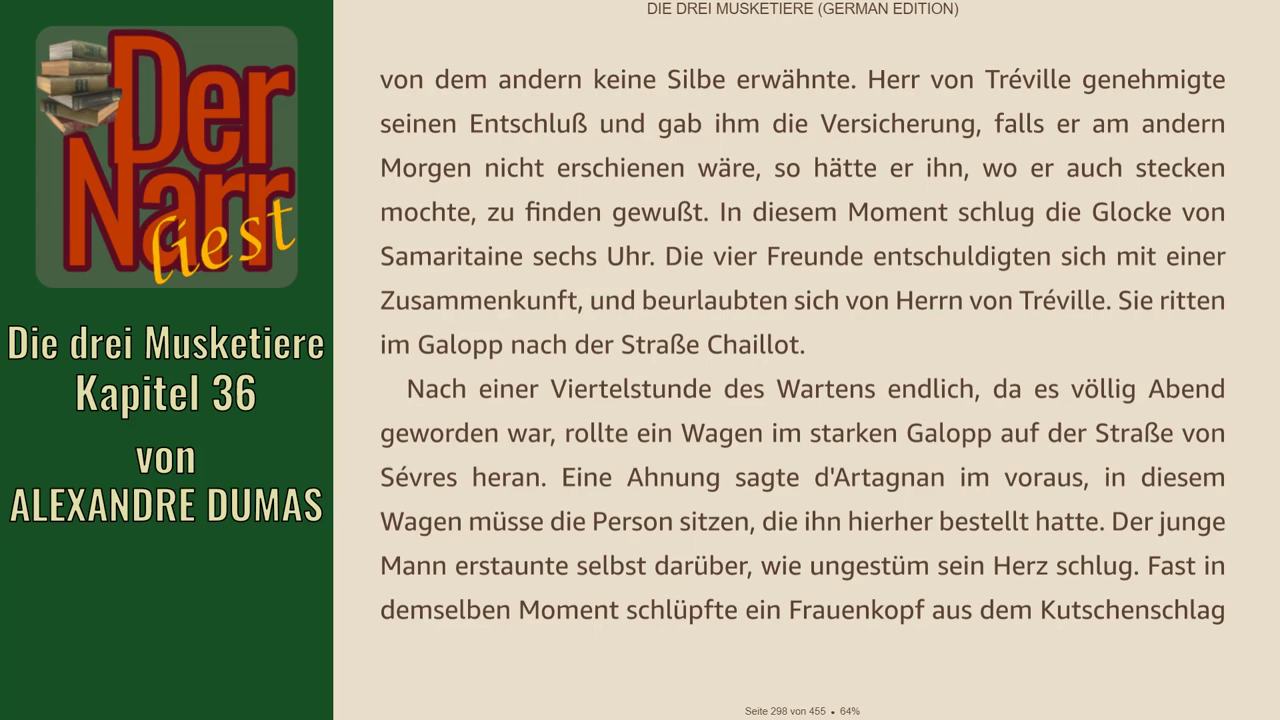 Der
Narr
liest
Die drei Musketiere
Kapitel 36
von
ALEXANDRE DUMAS
DIE DREI MUSKETIERE (GERMAN EDITION)
von dem andern keine Silbe erwähnte. Herr von Tréville genehmigte
seinen Entschluß und gab ihm die Versicherung, falls er am andern
Morgen nicht erschienen wäre, so hätte er ihn, wo er auch stecken
mochte, zu finden gewußt. In diesem Moment schlug die Glocke von
Samaritaine sechs Uhr. Die vier Freunde entschuldigten sich mit einer
Zusammenkunft, und beurlaubten sich von Herrn von Tréville. Sie ritten
im Galopp nach der Straße Chaillot.
Nach einer Viertelstunde des Wartens endlich, da es völlig Abend
geworden war, rollte ein Wagen im starken Galopp auf der Straße von
Sévres heran. Eine Ahnung sagte d'Artagnan im voraus, in diesem
Wagen müsse die Person sitzen, die ihn hierher bestellt hatte. Der junge
Mann erstaunte selbst darüber, wie ungestüm sein Herz schlug. Fast in
demselben Moment schlüpfte ein Frauenkopf aus dem Kutschenschlag
Seite 298 von 455 • 64%